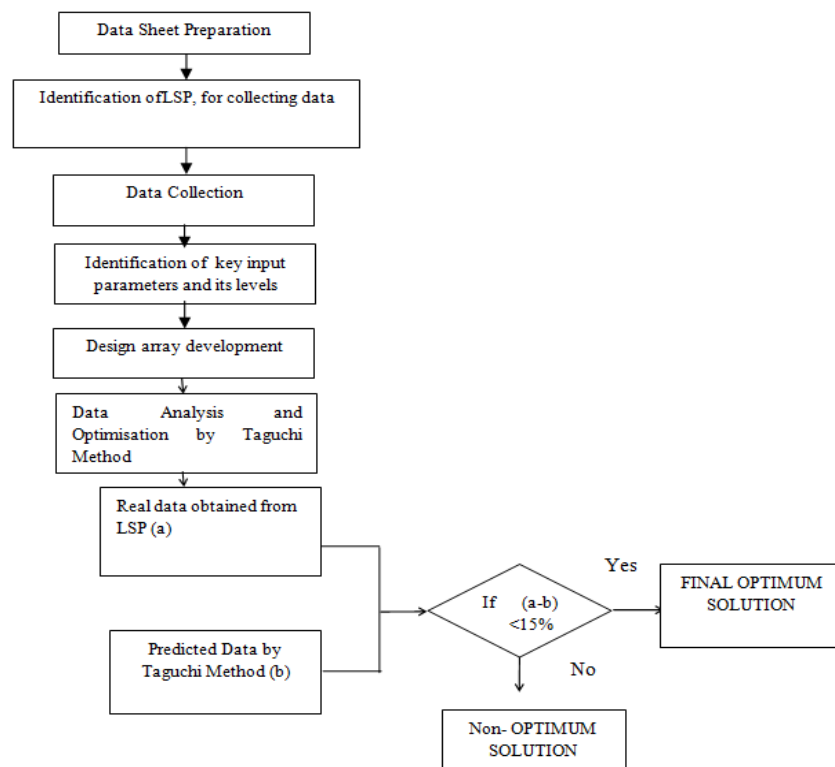 Data Sheet Preparation
Identification ofLSP, for collecting data
Data Collection
Identification of key input
parameters and its levels
Design array development
Data Analysis and
Optimisation by Taguchi
Method
Real data obtained from
LSP (a)
Predicted Data by
Taguchi Method (b)
If (a-b)
<15%
Yes
FINAL OPTIMUM
SOLUTION
No
Non- OPTIMUM
SOLUTION